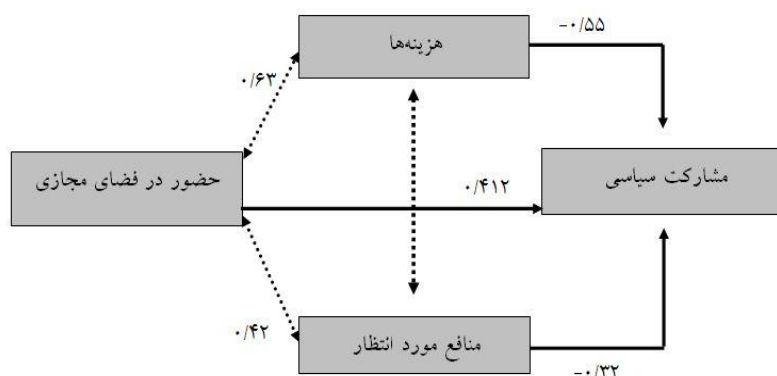 -۰/۵۵
هزینه‌ها
۰/۶۳
حضور در فضای مجازی
۰/۴۱۲
مشارکت سیاسی
۰/۴۲
منافع مورد انتظار
-۰/۳۲